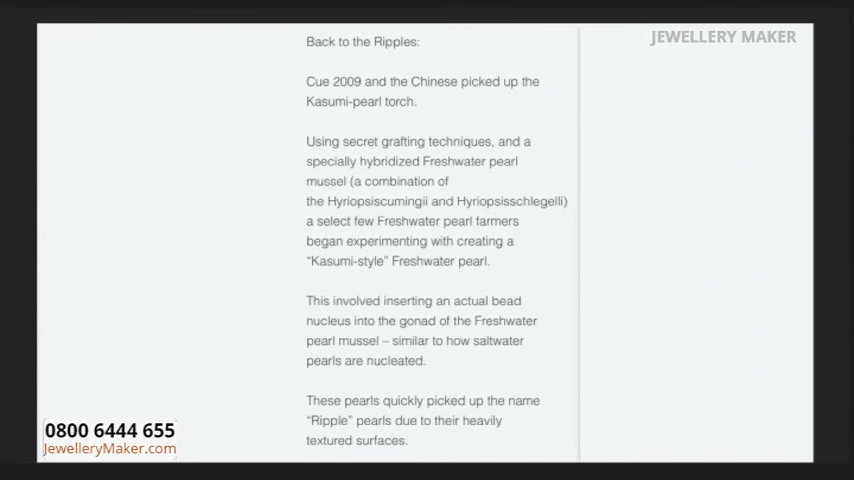 JEWELLERY MAKER
Back to the Ripples:
Cue 2009 and the Chinese picked up the
Kasumi-pearl torch.
Using secret grafting techniques, and a
specially hybridized Freshwater pearl
mussel (a combination of
the Hyriopsiscumingii and Hyriopsisschlegelli)
a select few Freshwater pearl farmers
began experimenting with creating a
“Kasumi-style” Freshwater pearl.
This involved inserting an actual bead
nucleus into the gonad of the Freshwater
pearl mussel – similar to how saltwater
pearls are nucleated.
These pearls quickly picked up the name
“Ripple” pearls due to their heavily
textured surfaces.
0800 6444 655
JewelleryMaker.com